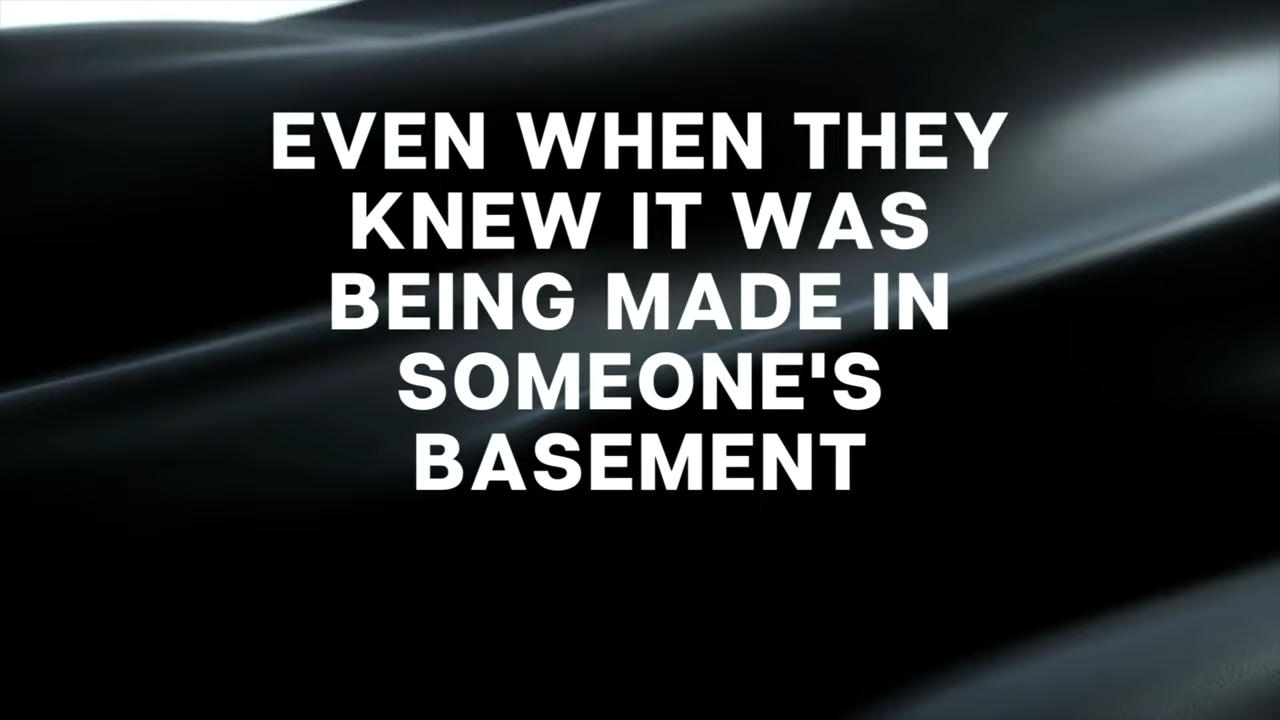 EVEN WHEN THEY
KNEW IT WAS
BEING MADE IN
SOMEONE'S
BASEMENT